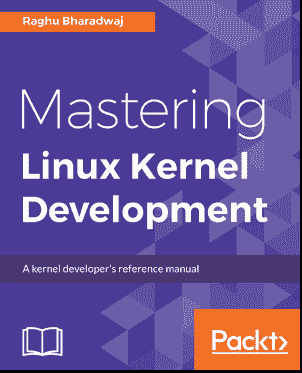 Raghu Bharadwaj
Mastering
Linux Kernel
Development
A kernel developer's reference manual
Packt>